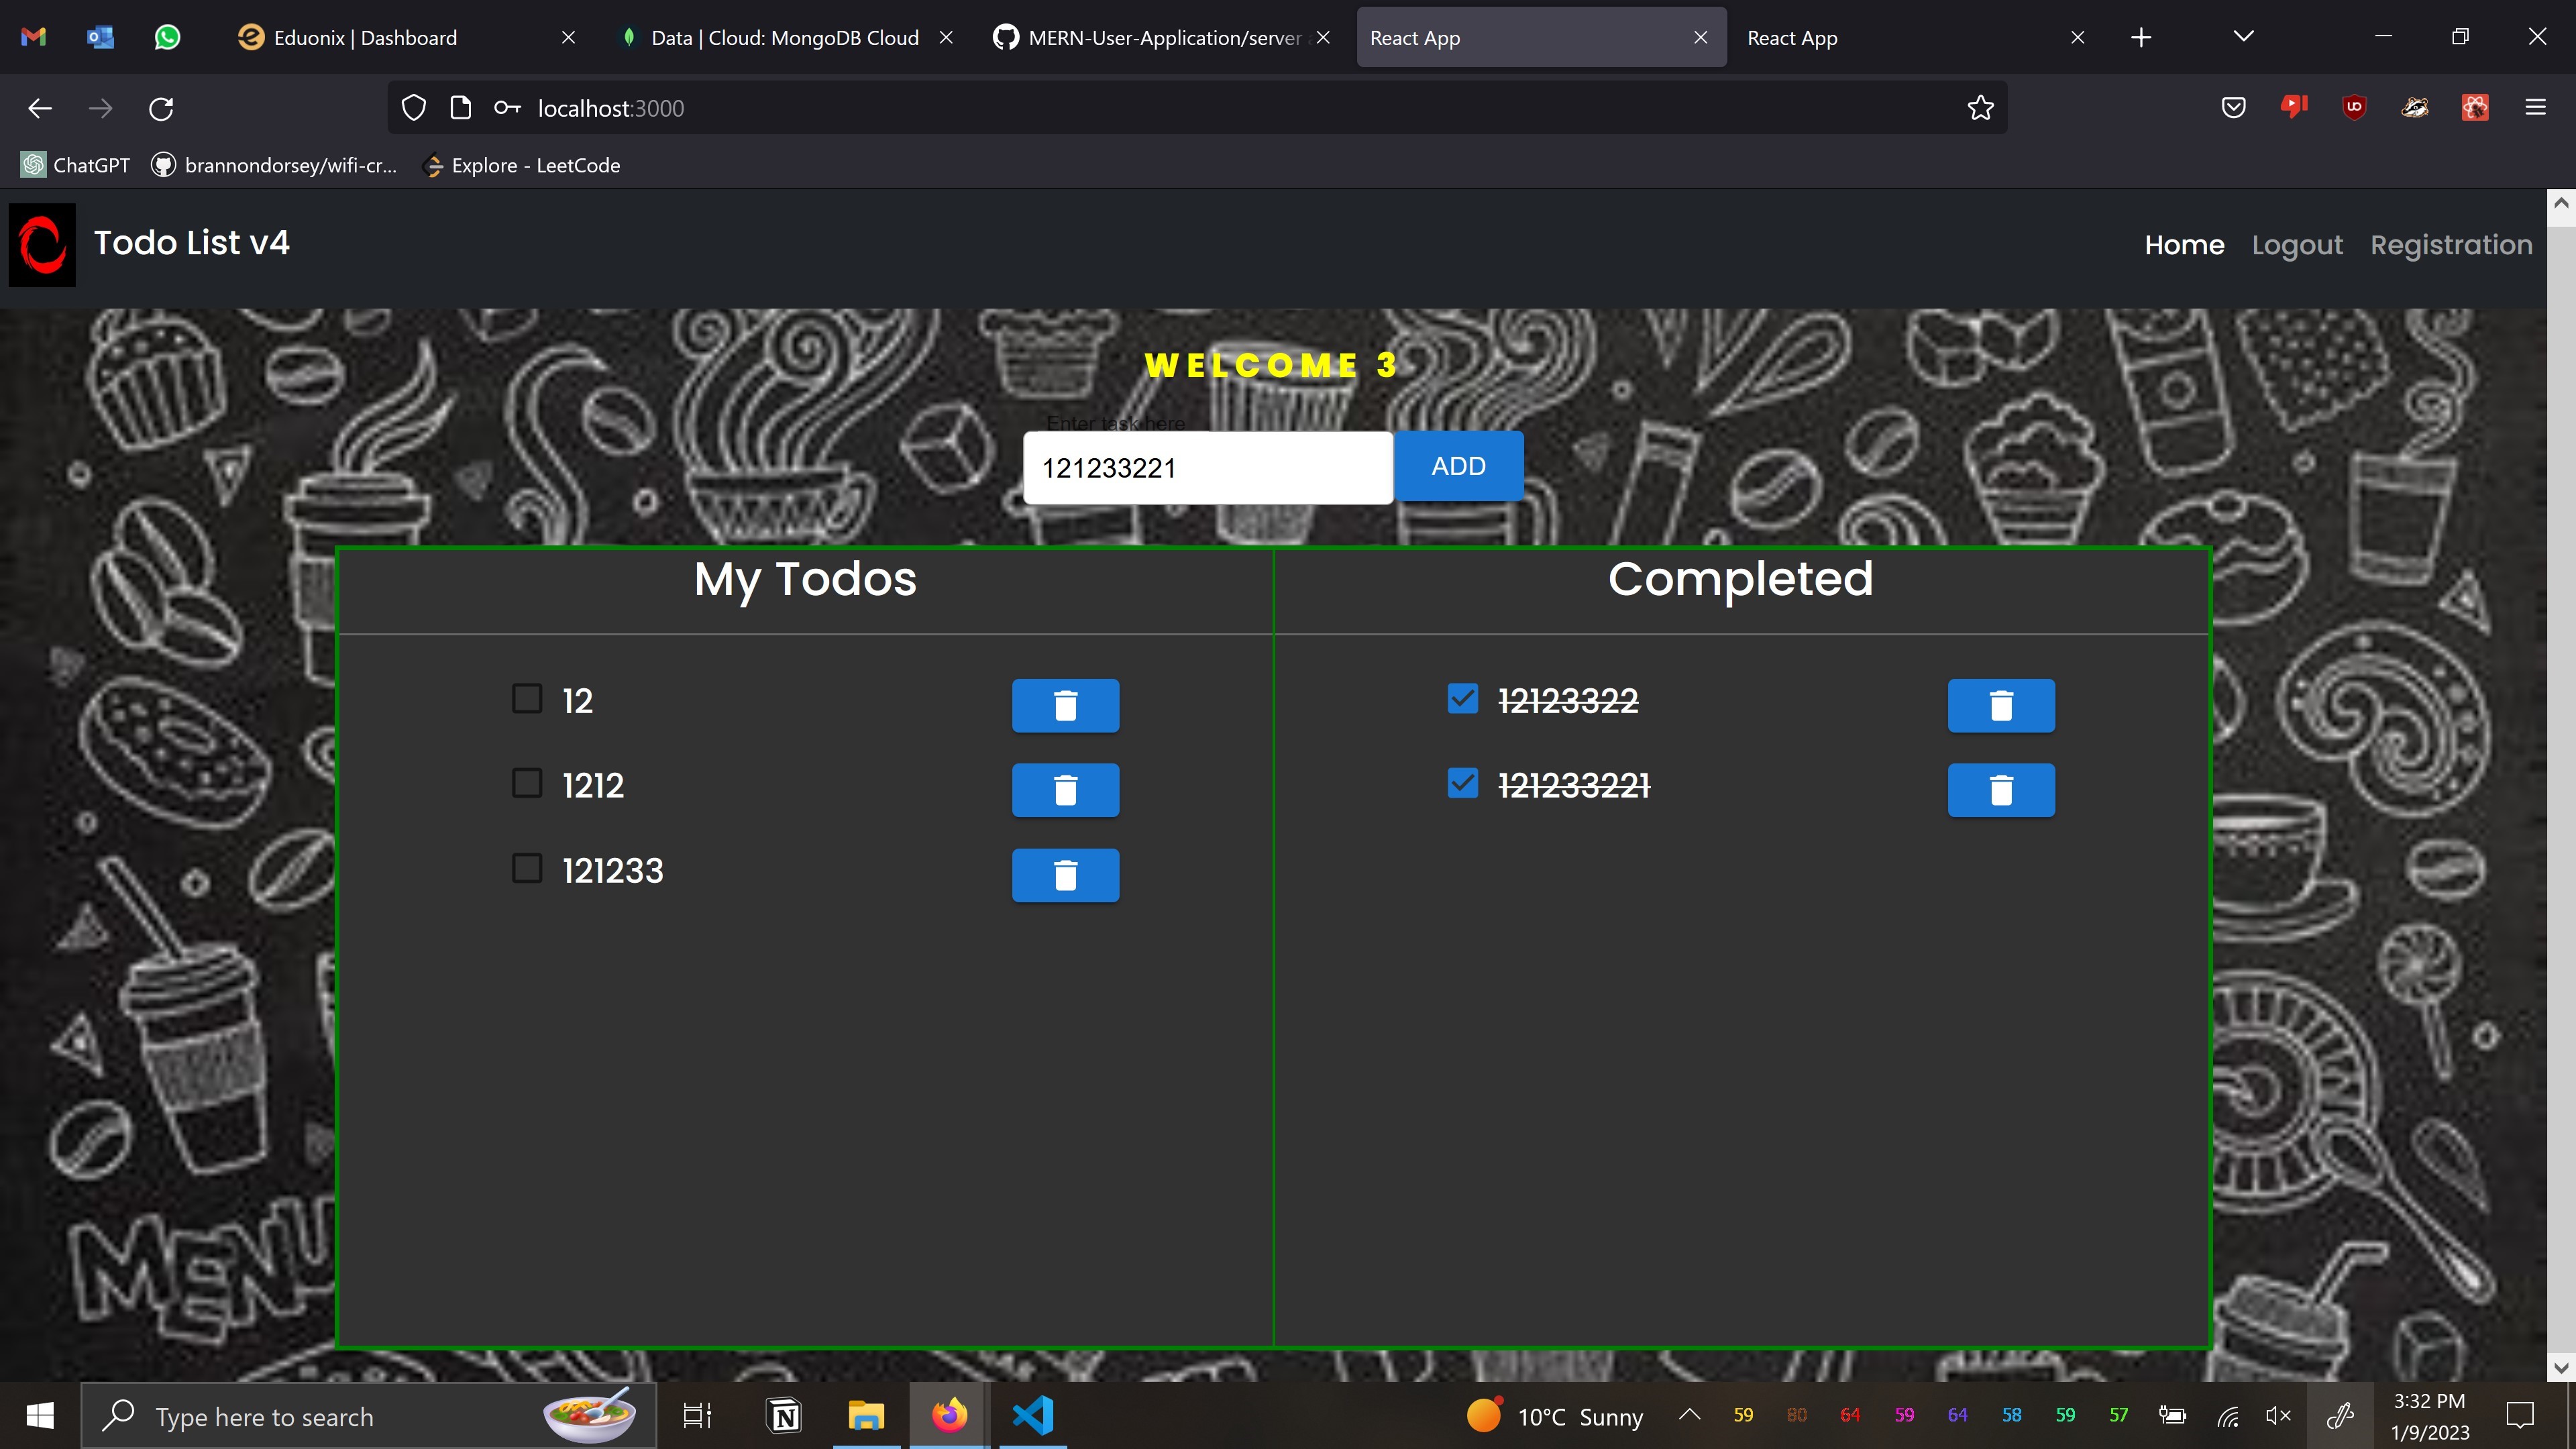 Eduonix | Dashboard
Data | Cloud: MongoDB Cloud
MERN-User-Application/server
React App
React App
localhost:3000
ChatGPT
brannondorsey/wifi-cr...
Explore - LeetCode
Todo List v4
Home Logout Registration
WELCOME 3
Enter task here
121233221
ADD
My Todos
Completed
12
12123322
1212
121233221
121233
MENU
Type here to search
10°C Sunny
59 80 64 59 64 58 59 57
3:32 PM
1/9/2023